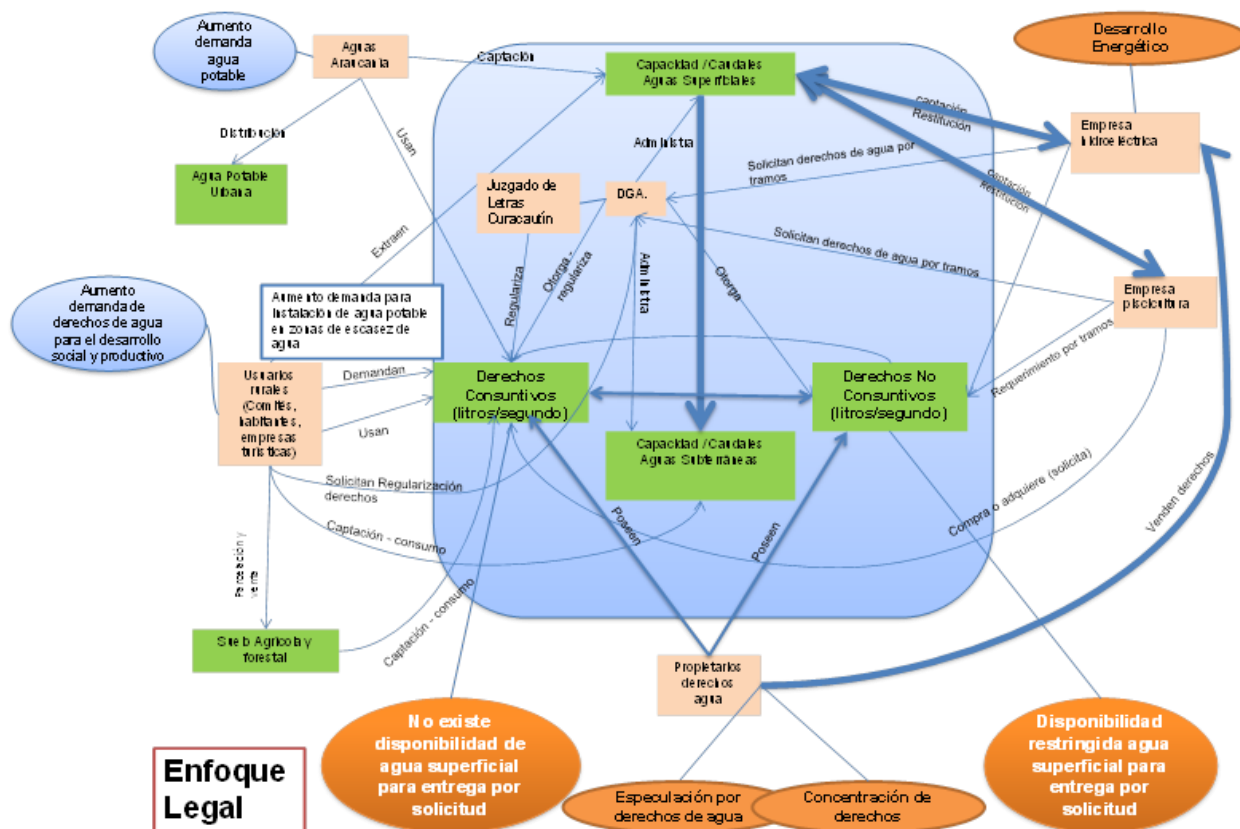 Aumento
demanda
agua
potable
Aguas
Araucanía
Captación
Capacidad /Caudales
Aguas Superficiales
Desarrollo
Energético
captación
Restitución
Empresa
hidroeléctrica
Distribución
Usan
Administra
Solicitan derechos de agua por
tramos
Agua Potable
Urbana
Juzgado de
Letras
Curacautín
DGA.
captación
Restitución
Extraen
Solicitan derechos de agua por tramos
Regulariza
Otorga -
regulariza
Administra
Otorga
Empresa
piscicultura
Aumento
demanda de
derechos de agua
para el desarrollo
social y productivo
Aumento demanda para
instalación de agua potable
en zonas de escasez de
agua
Requerimiento por tramos
Usuarios
rurales
(Comités,
habitantes,
empresas
turísticas)
Demandan
Usan
Derechos
Consuntivos
(litros/segundo)
Derechos No
Consuntivos
(litros/segundo)
Capacidad /Caudales
Aguas Subterráneas
Solicitan Regularización
derechos
Captación - consumo
Compra o adquiere (solicita)
Venden derechos
Poseen
Poseen
Parcelación y
venta
Captación - consumo
Suelo Agrícola y
forestal
Propietarios
derechos
agua
No existe
disponibilidad de
agua superficial
para entrega por
solicitud
Disponibilidad
restringida agua
superficial para
entrega por
solicitud
Enfoque
Legal
Especulación por
derechos de agua
Concentración de
derechos